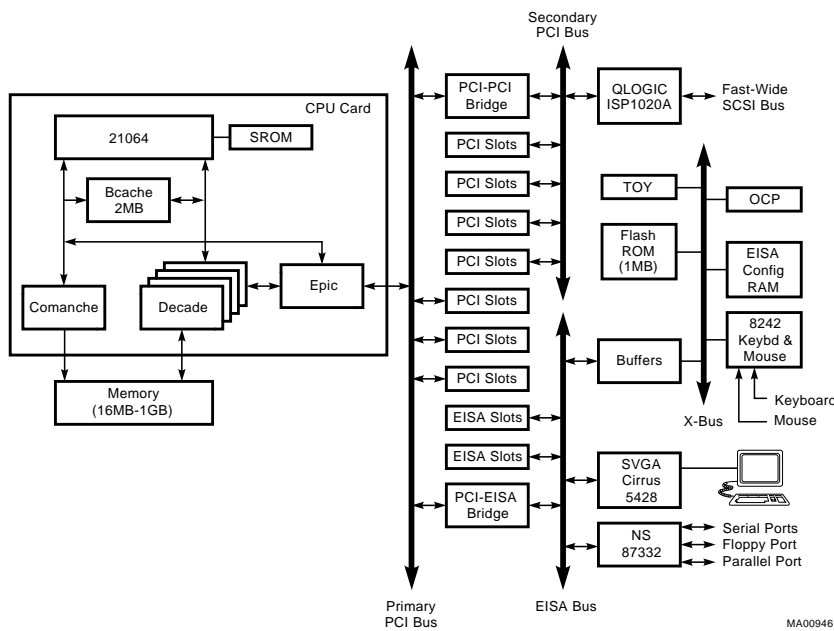 Secondary
PCI Bus
CPU Card
21064
SROM
Bcache
2MB
Comanche
Decade
Epic
Memory
(16MB-1GB)
PCI-PCI
Bridge
PCI Slots
PCI Slots
PCI Slots
PCI Slots
PCI Slots
PCI Slots
PCI Slots
EISA Slots
EISA Slots
PCI-EISA
Bridge
QLOGIC
ISP1020A
Fast-Wide
SCSI Bus
TOY
OCP
Flash
ROM
(1MB)
EISA
Config
RAM
8242
Keybd &
Mouse
Buffers
X-Bus
Keyboard
Mouse
SVGA
Cirrus
5428
NS
87332
Serial Ports
Floppy Port
Parallel Port
Primary
PCI Bus
EISA Bus
MA00946